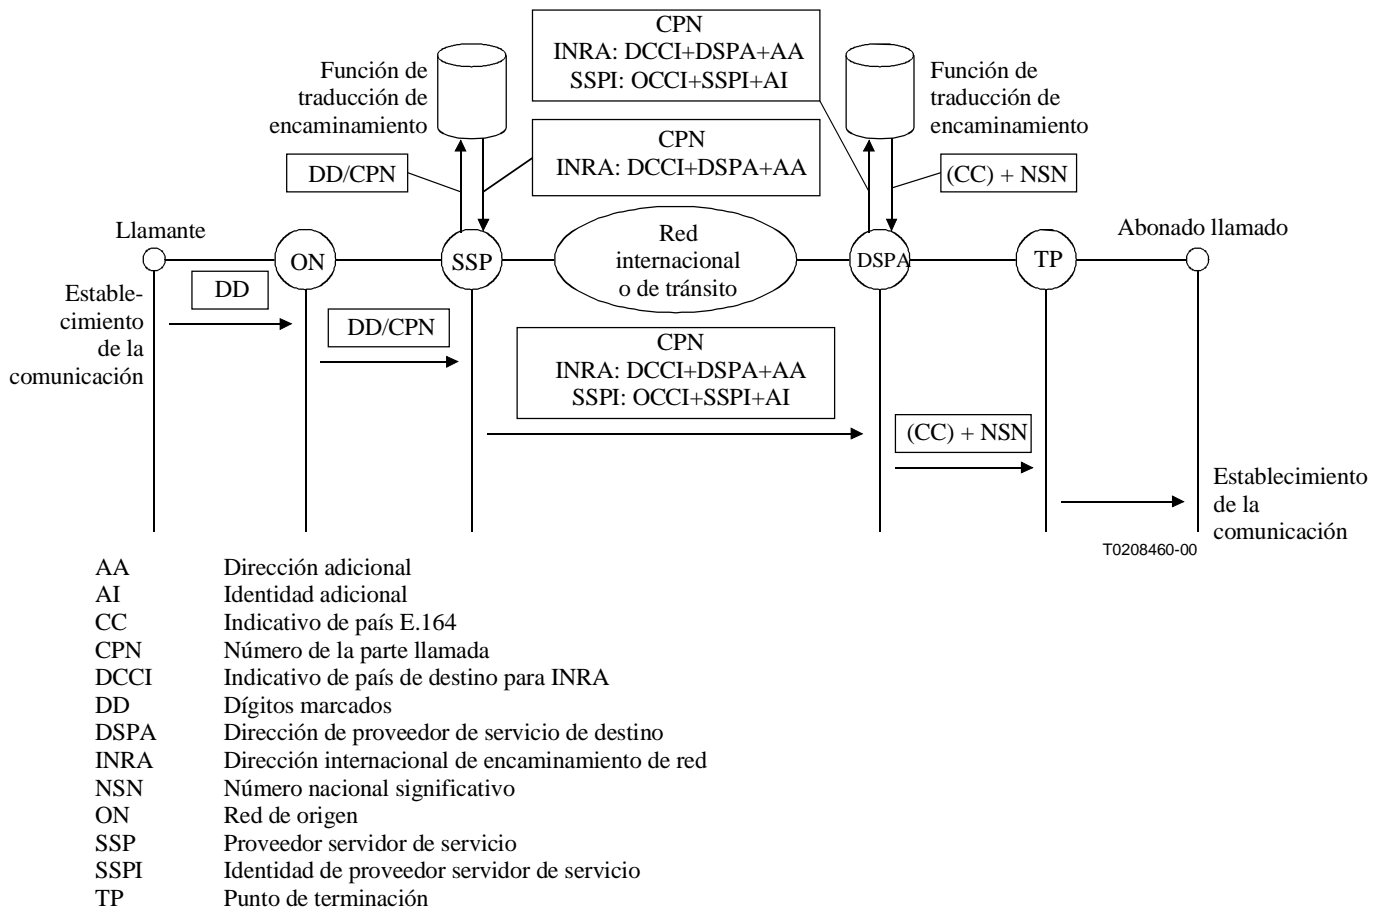 CPN
INRA: DCCI+DSPA+AA
SSPI: OCCI+SSPI+AI
Función de
traducción de
encaminamiento
Función de
traducción de
encaminamiento
CPN
INRA: DCCI+DSPA+AA
DD/CPN
(CC) + NSN
Llamante
ON
SSP
Red
internacional
o de tránsito
DSPA
TP
Abonado llamado
Estable-
cimiento
de la
comunicación
DD
DD/CPN
CPN
INRA: DCCI+DSPA+AA
SSPI: OCCI+SSPI+AI
(CC) + NSN
Establecimiento
de la
comunicación
T0208460-00
AA Dirección adicional
AI Identidad adicional
CC Indicativo de país E.164
CPN Número de la parte llamada
DCCI Indicativo de país de destino para INRA
DD Dígitos marcados
DSPA Dirección de proveedor de servicio de destino
INRA Dirección internacional de encaminamiento de red
NSN Número nacional significativo
ON Red de origen
SSP Proveedor servidor de servicio
SSPI Identidad de proveedor servidor de servicio
TP Punto de terminación